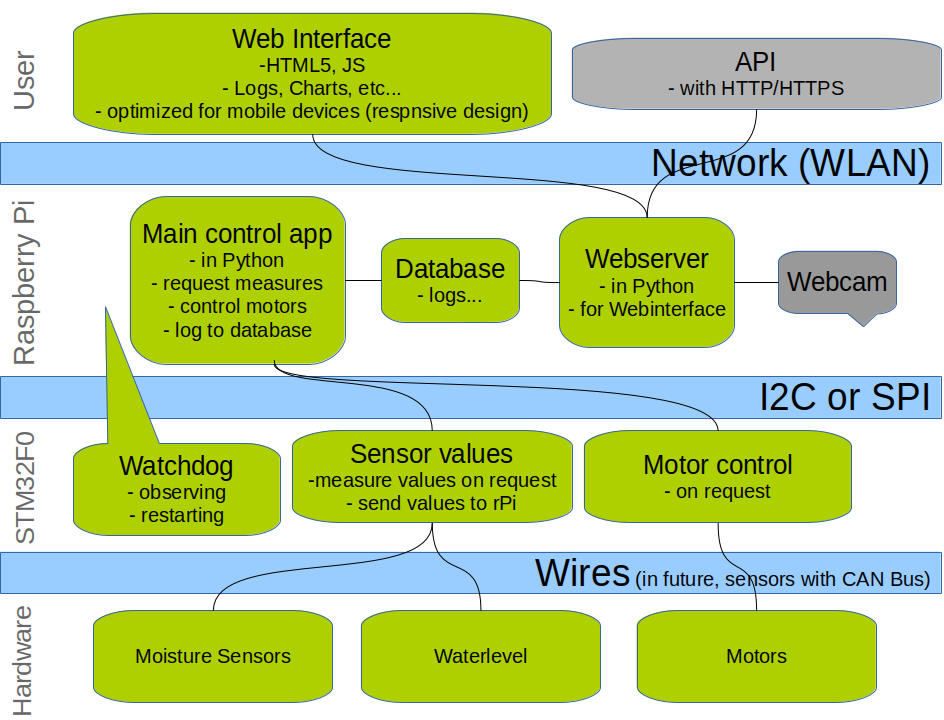 User
Web Interface
-HTML5, JS
- Logs, Charts, etc...
- optimized for mobile devices (respnsive design)
API
- with HTTP/HTTPS
Network (WLAN)
Raspberry Pi
Main control app
- in Python
- request measures
- control motors
- log to database
Database
- logs...
Webserver
- in Python
- for Webinterface
Webcam
I2C or SPI
STM32F0
Watchdog
- observing
- restarting
Sensor values
-measure values on request
- send values to rPi
Motor control
- on request
Wires (in future, sensors with CAN Bus)
Hardware
Moisture Sensors
Waterlevel
Motors